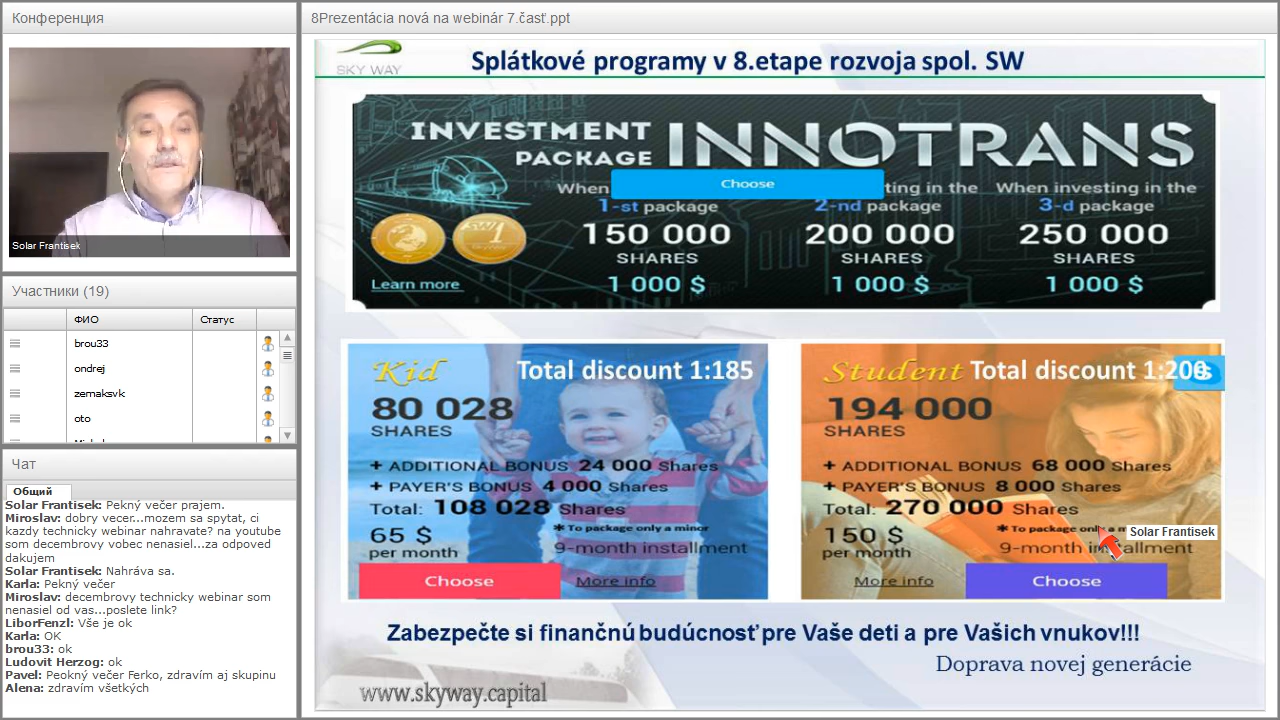 Конференция
Solar Frantisek
Участники (19)
ФИО
Статус
brou33
ondrej
zemaksvk
oto
Чат
Общий
Solar Frantisek: Pekný večer prajem.
Miroslav: dobry vecer...mozem sa spytat, ci
kazdy technicky webinar nahravate? na youtube
som decembrovy vobec nenasiel...za odpoved
dakujem
Solar Frantisek: Nahráva sa.
Karla: Pekný večer
Miroslav: decembrovy technicky webinar som
nenasiel od vas...poslete link?
LiborFenzl: Vše je ok
Karla: OK
brou33: ok
Ludovit Herzog: ok
Pavel: Peokný večer Ferko, zdravím aj skupinu
Alena: zdravím všetkých
8Prezentácia nová na webinár 7.časť.ppt
SKY WAY
Splátkové programy v 8.etape rozvoja spol. SW
INVESTMENT
PACKAGE
INNOTRANS
Choose
When
1-st package
150 000
SHARES
1 000 $
ting in the
2-nd package
200 000
SHARES
1 000 $
When investing in the
3-d package
250 000
SHARES
1 000 $
Learn more
Kid
Total discount 1:185
80 028
SHARES
+ ADDITIONAL BONUS 24 000 Shares
+ PAYER'S BONUS 4 000 Shares
Total: 108 028 Shares
65 $
per month
* To package only a minor
9-month installment
Choose
More info
Student
Total discount 1:200
194 000
SHARES
+ ADDITIONAL BONUS 68 000 Shares
+ PAYER'S BONUS 8 000 Shares
Total: 270 000 Shares
150 $
per month
* To package only a minor
9-month installment
Solar Frantisek
More info
Choose
Zabezpečte si finančnú budúcnosť pre Vaše deti a pre Vašich vnukov!!!
Doprava novej generácie
www.skyway.capital